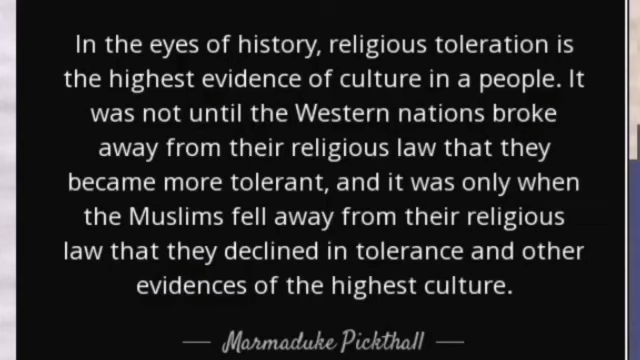 In the eyes of history, religious toleration is
the highest evidence of culture in a people. It
was not until the Western nations broke
away from their religious law that they
became more tolerant, and it was only when
the Muslims fell away from their religious
law that they declined in tolerance and other
evidences of the highest culture.
— Marmaduke Pickthall —